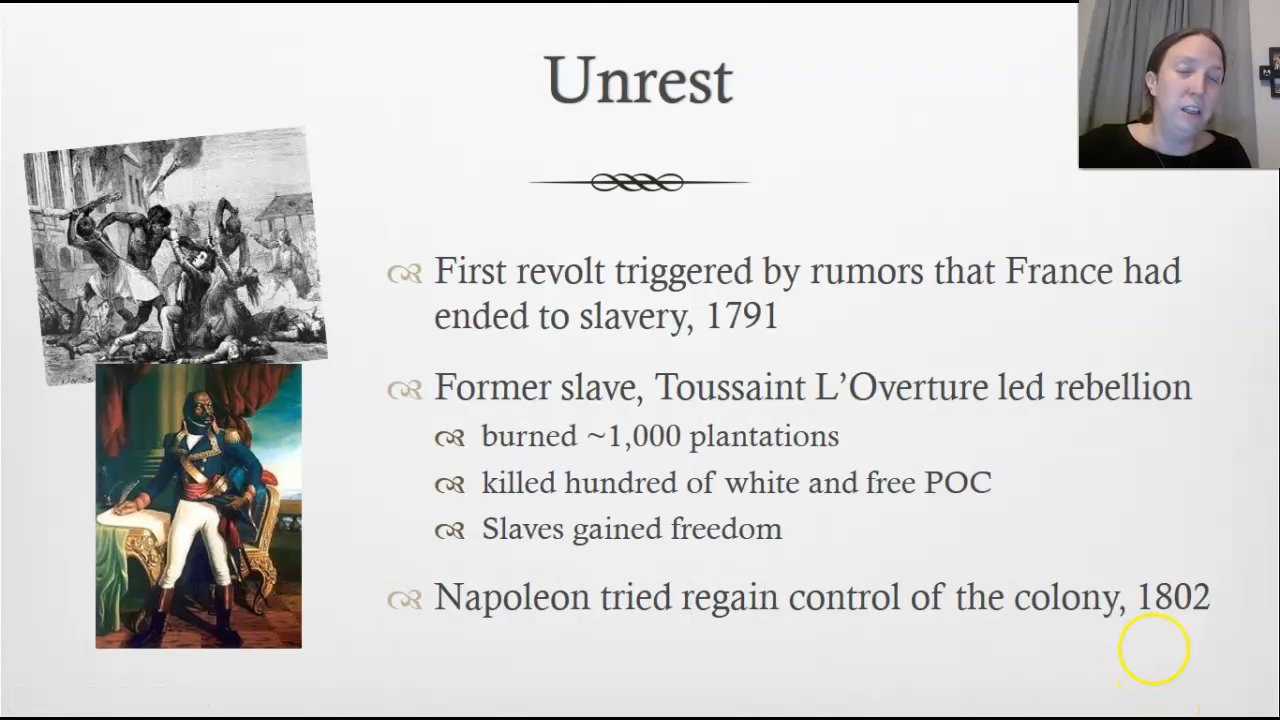 Unrest
First revolt triggered by rumors that France had
ended to slavery, 1791
Former slave, Toussaint L’Overture led rebellion
burned ~1,000 plantations
killed hundred of white and free POC
Slaves gained freedom
Napoleon tried regain control of the colony, 1802